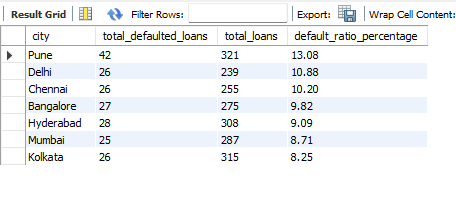 Result Grid Filter Rows: Export: Wrap Cell Content:
city total_defaulted_loans total_loans default_ratio_percentage
Pune 42 321 13.08
Delhi 26 239 10.88
Chennai 26 255 10.20
Bangalore 27 275 9.82
Hyderabad 28 308 9.09
Mumbai 25 287 8.71
Kolkata 26 315 8.25